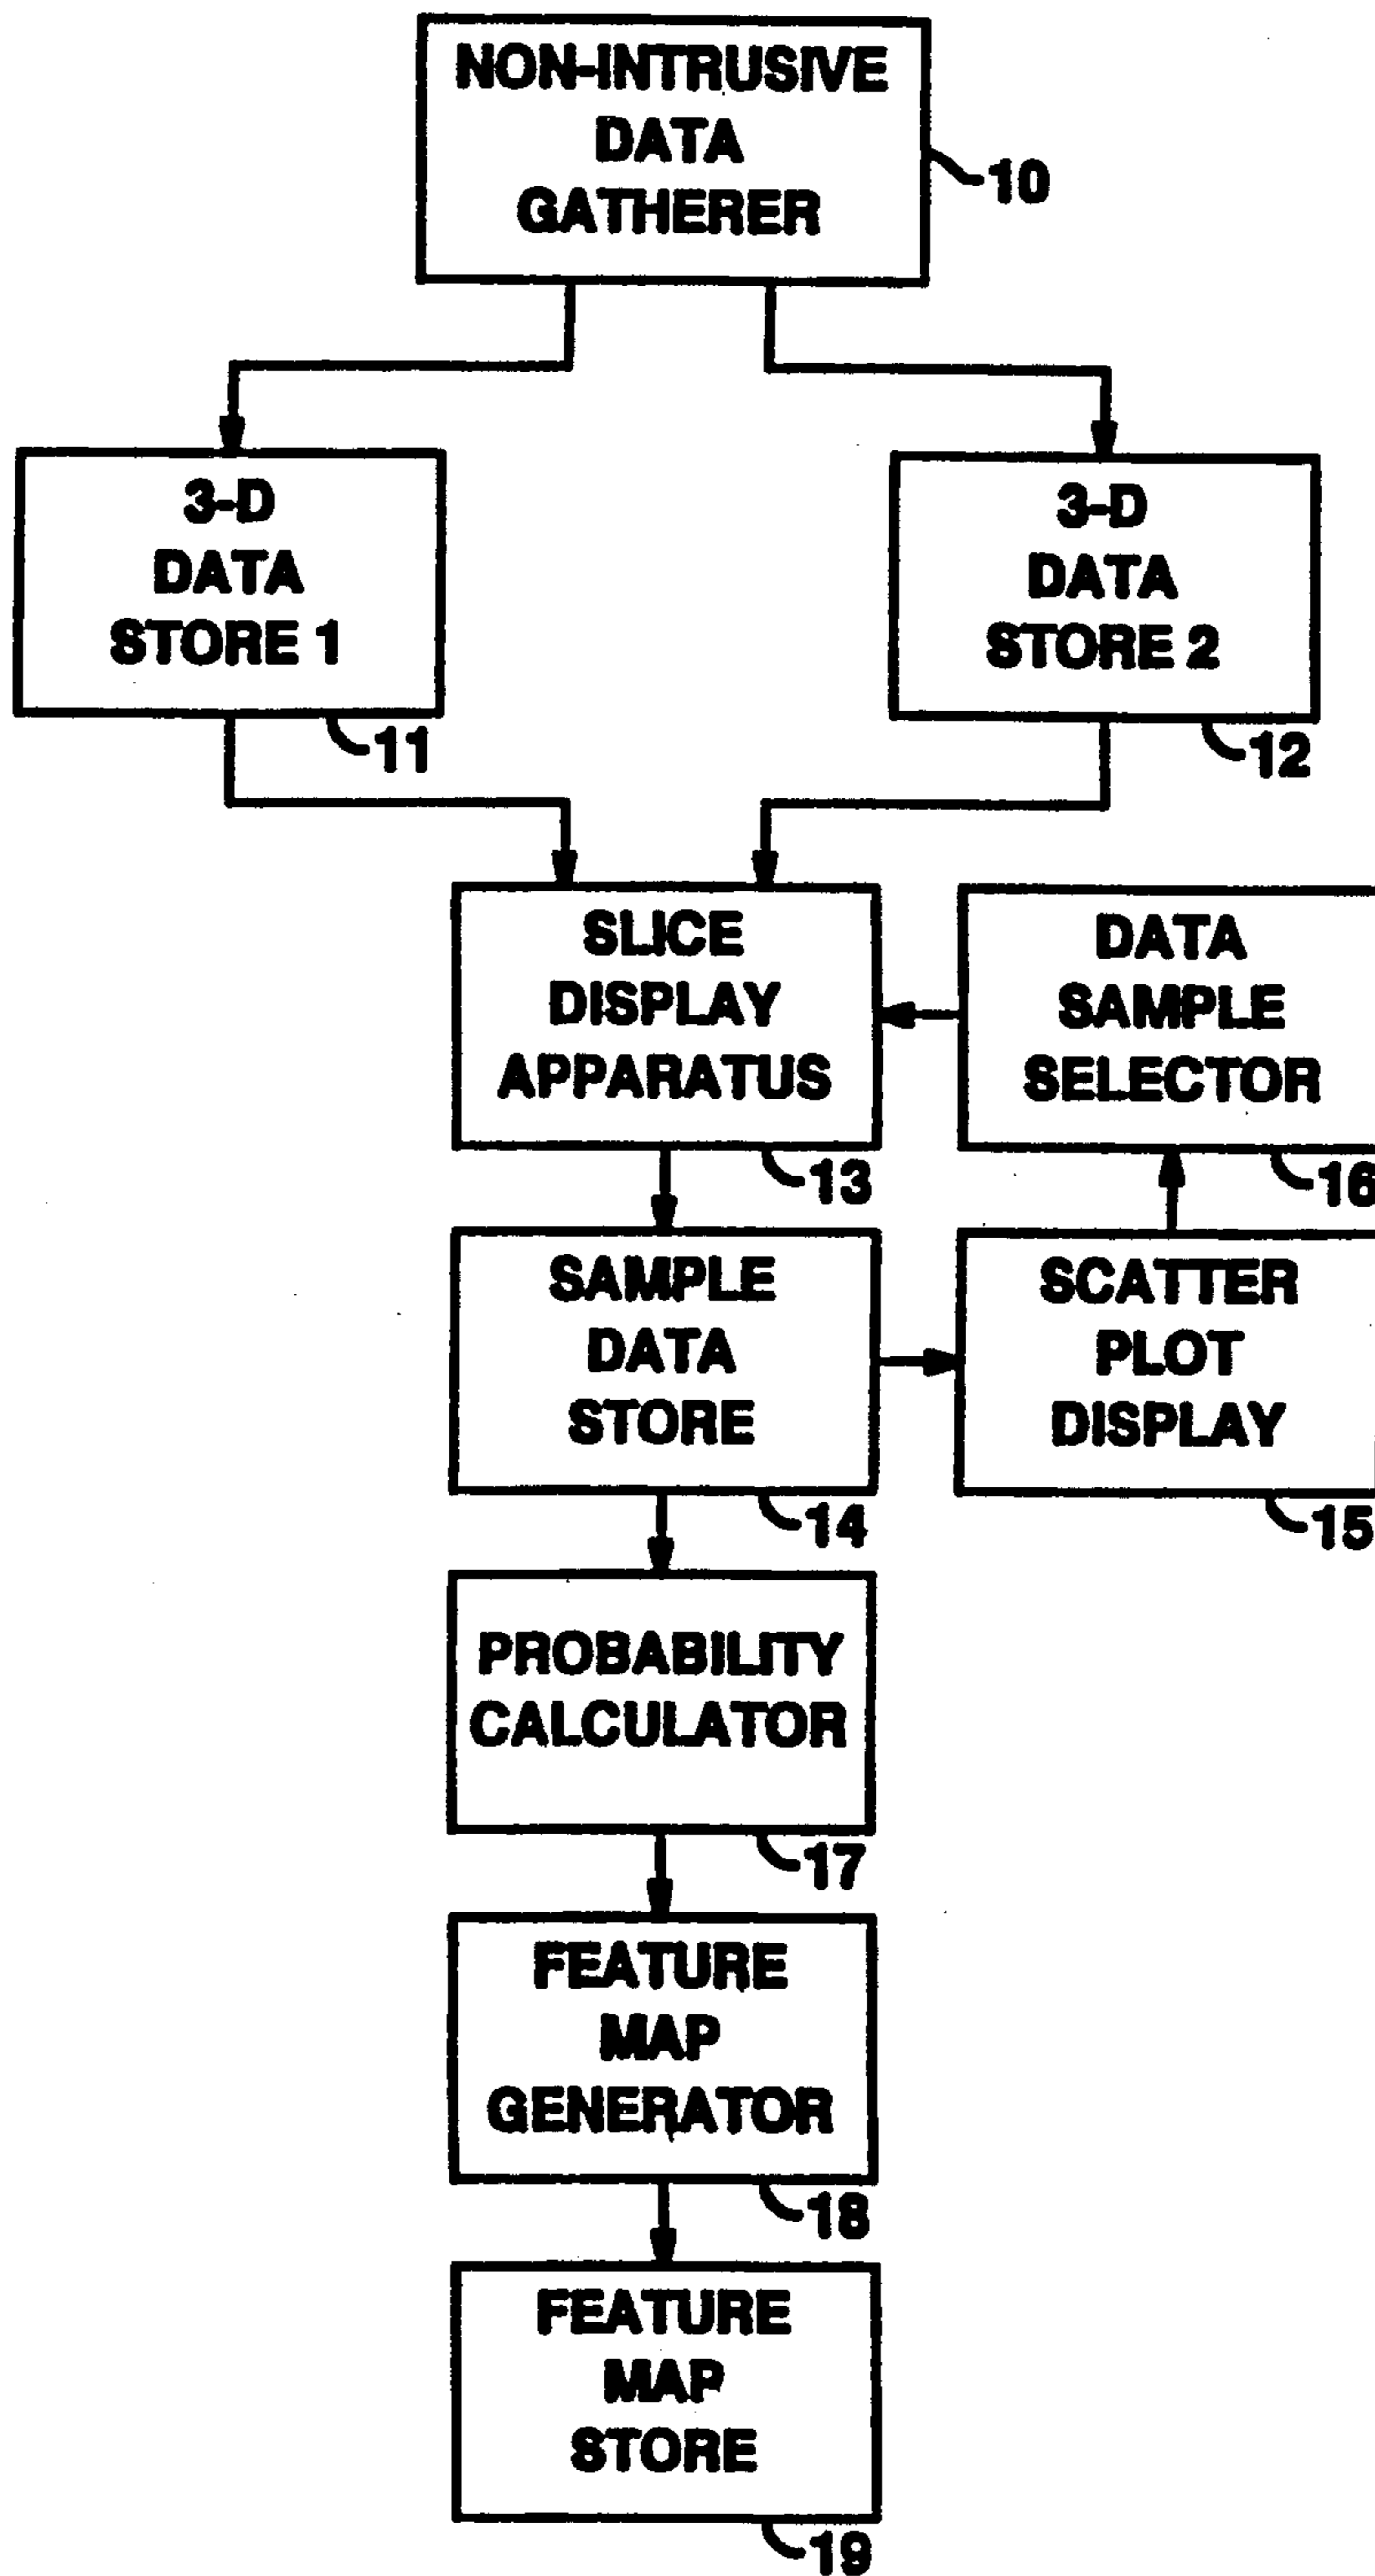 NON-INTRUSIVE
DATA
GATHERER
10
3-D
DATA
STORE 1
11
3-D
DATA
STORE 2
12
SLICE
DISPLAY
APPARATUS
13
DATA
SAMPLE
SELECTOR
16
SAMPLE
DATA
STORE
14
SCATTER
PLOT
DISPLAY
15
PROBABILITY
CALCULATOR
17
FEATURE
MAP
GENERATOR
18
FEATURE
MAP
STORE
19